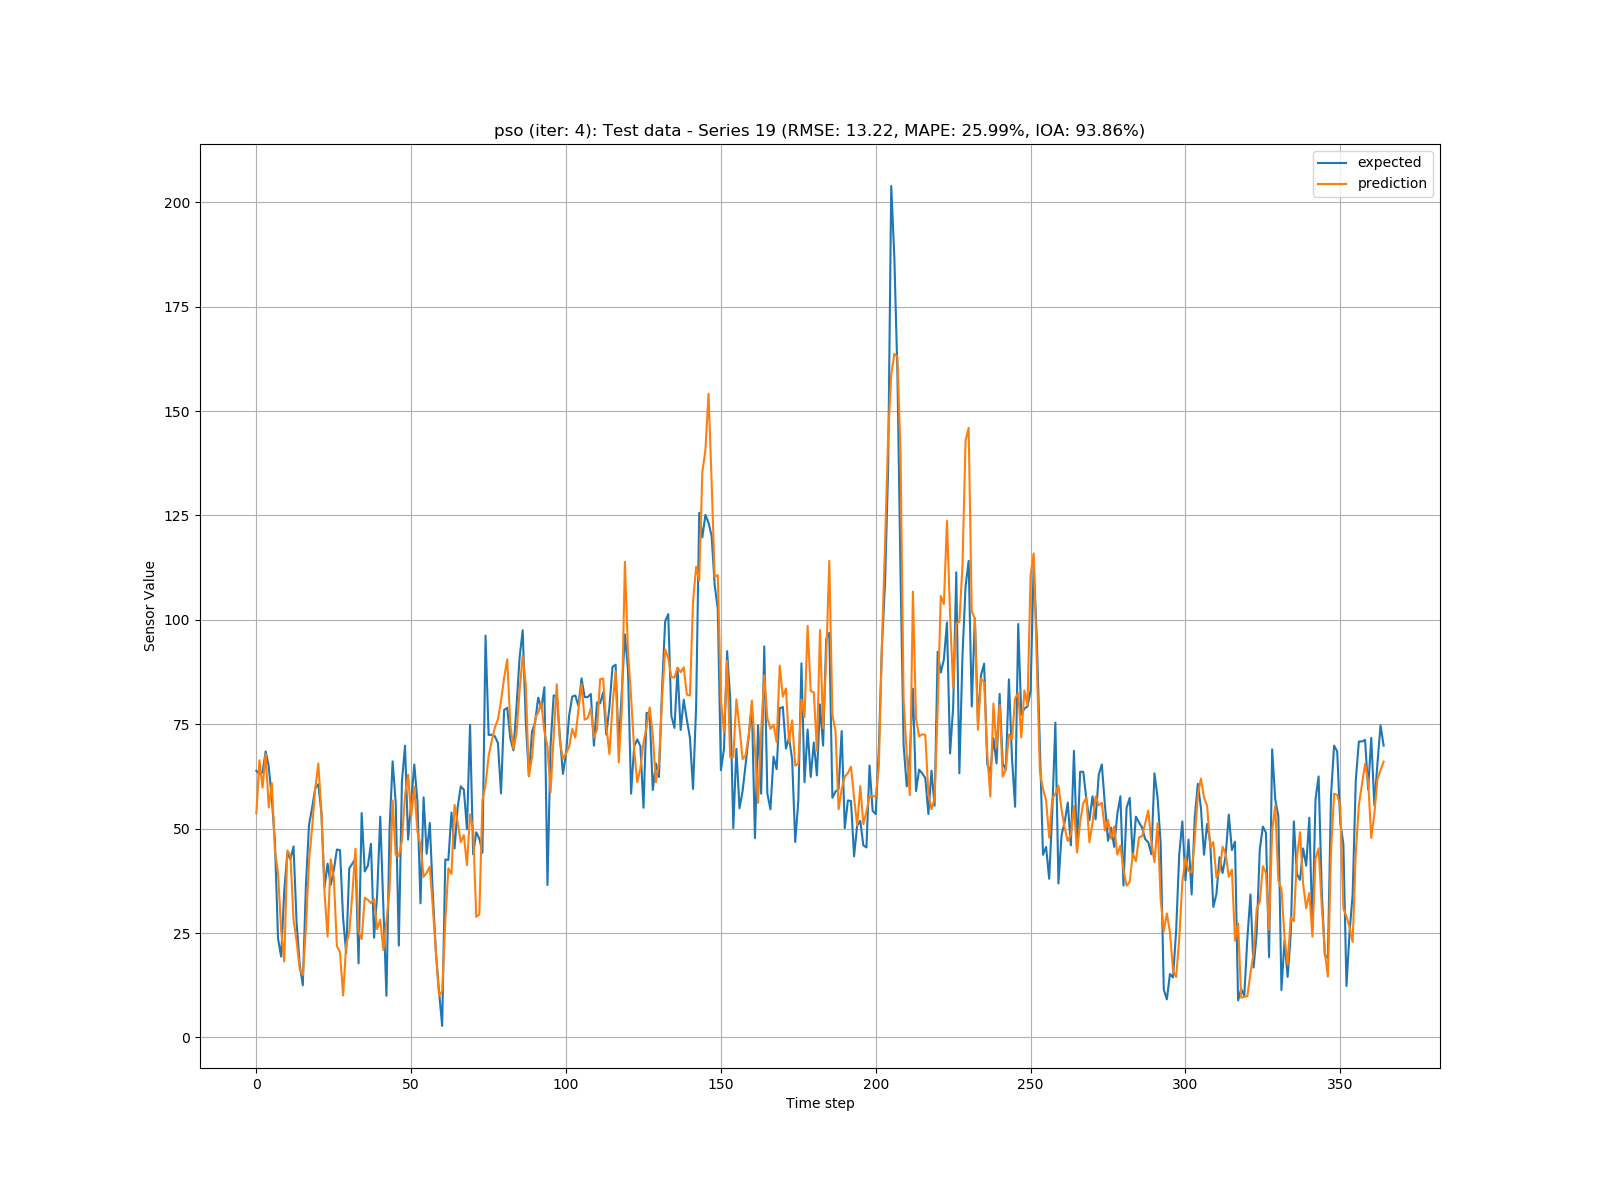 pso (iter: 4): Test data - Series 19 (RMSE: 13.22, MAPE: 25.99%, IOA: 93.86%)
expected
prediction
200
175
150
125
100
75
50
25
0
Sensor Value
0 50 100 150 200 250 300 350
Time step